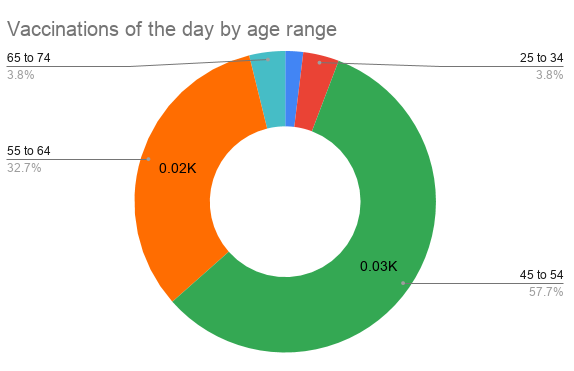 Vaccinations of the day by age range
65 to 74
3.8%
25 to 34
3.8%
55 to 64
32.7%
0.02K
0.03K
45 to 54
57.7%